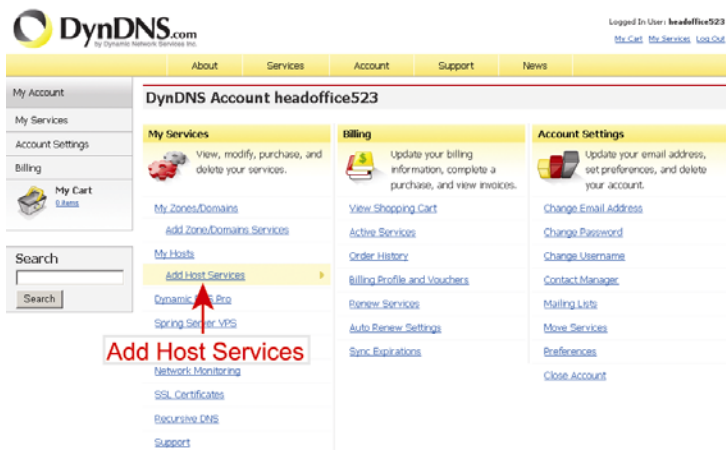 DynDNS.com
by Dynamic Network Services Inc.
Logged In User: headoffice523
My Cart My Services Log Out
About Services Account Support News
My Account
My Services
Account Settings
Billing
My Cart
0 items
Search
Search
DynDNS Account headoffice523
My Services
View, modify, purchase, and
delete your services.
My Zones/Domains
Add Zone/Domains Services
My Hosts
Add Host Services
Dynamic DNS Pro
Spring Server VPS
Add Host Services
Network Monitoring
SSL Certificates
Recursive DNS
Support
Billing
Update your billing
information, complete a
purchase, and view invoices.
View Shopping Cart
Active Services
Order History
Billing Profile and Vouchers
Renew Services
Auto Renew Settings
Sync Expirations
Account Settings
Update your email address,
set preferences, and delete
your account.
Change Email Address
Change Password
Change Username
Contact Manager
Mailing Lists
Move Services
Preferences
Close Account